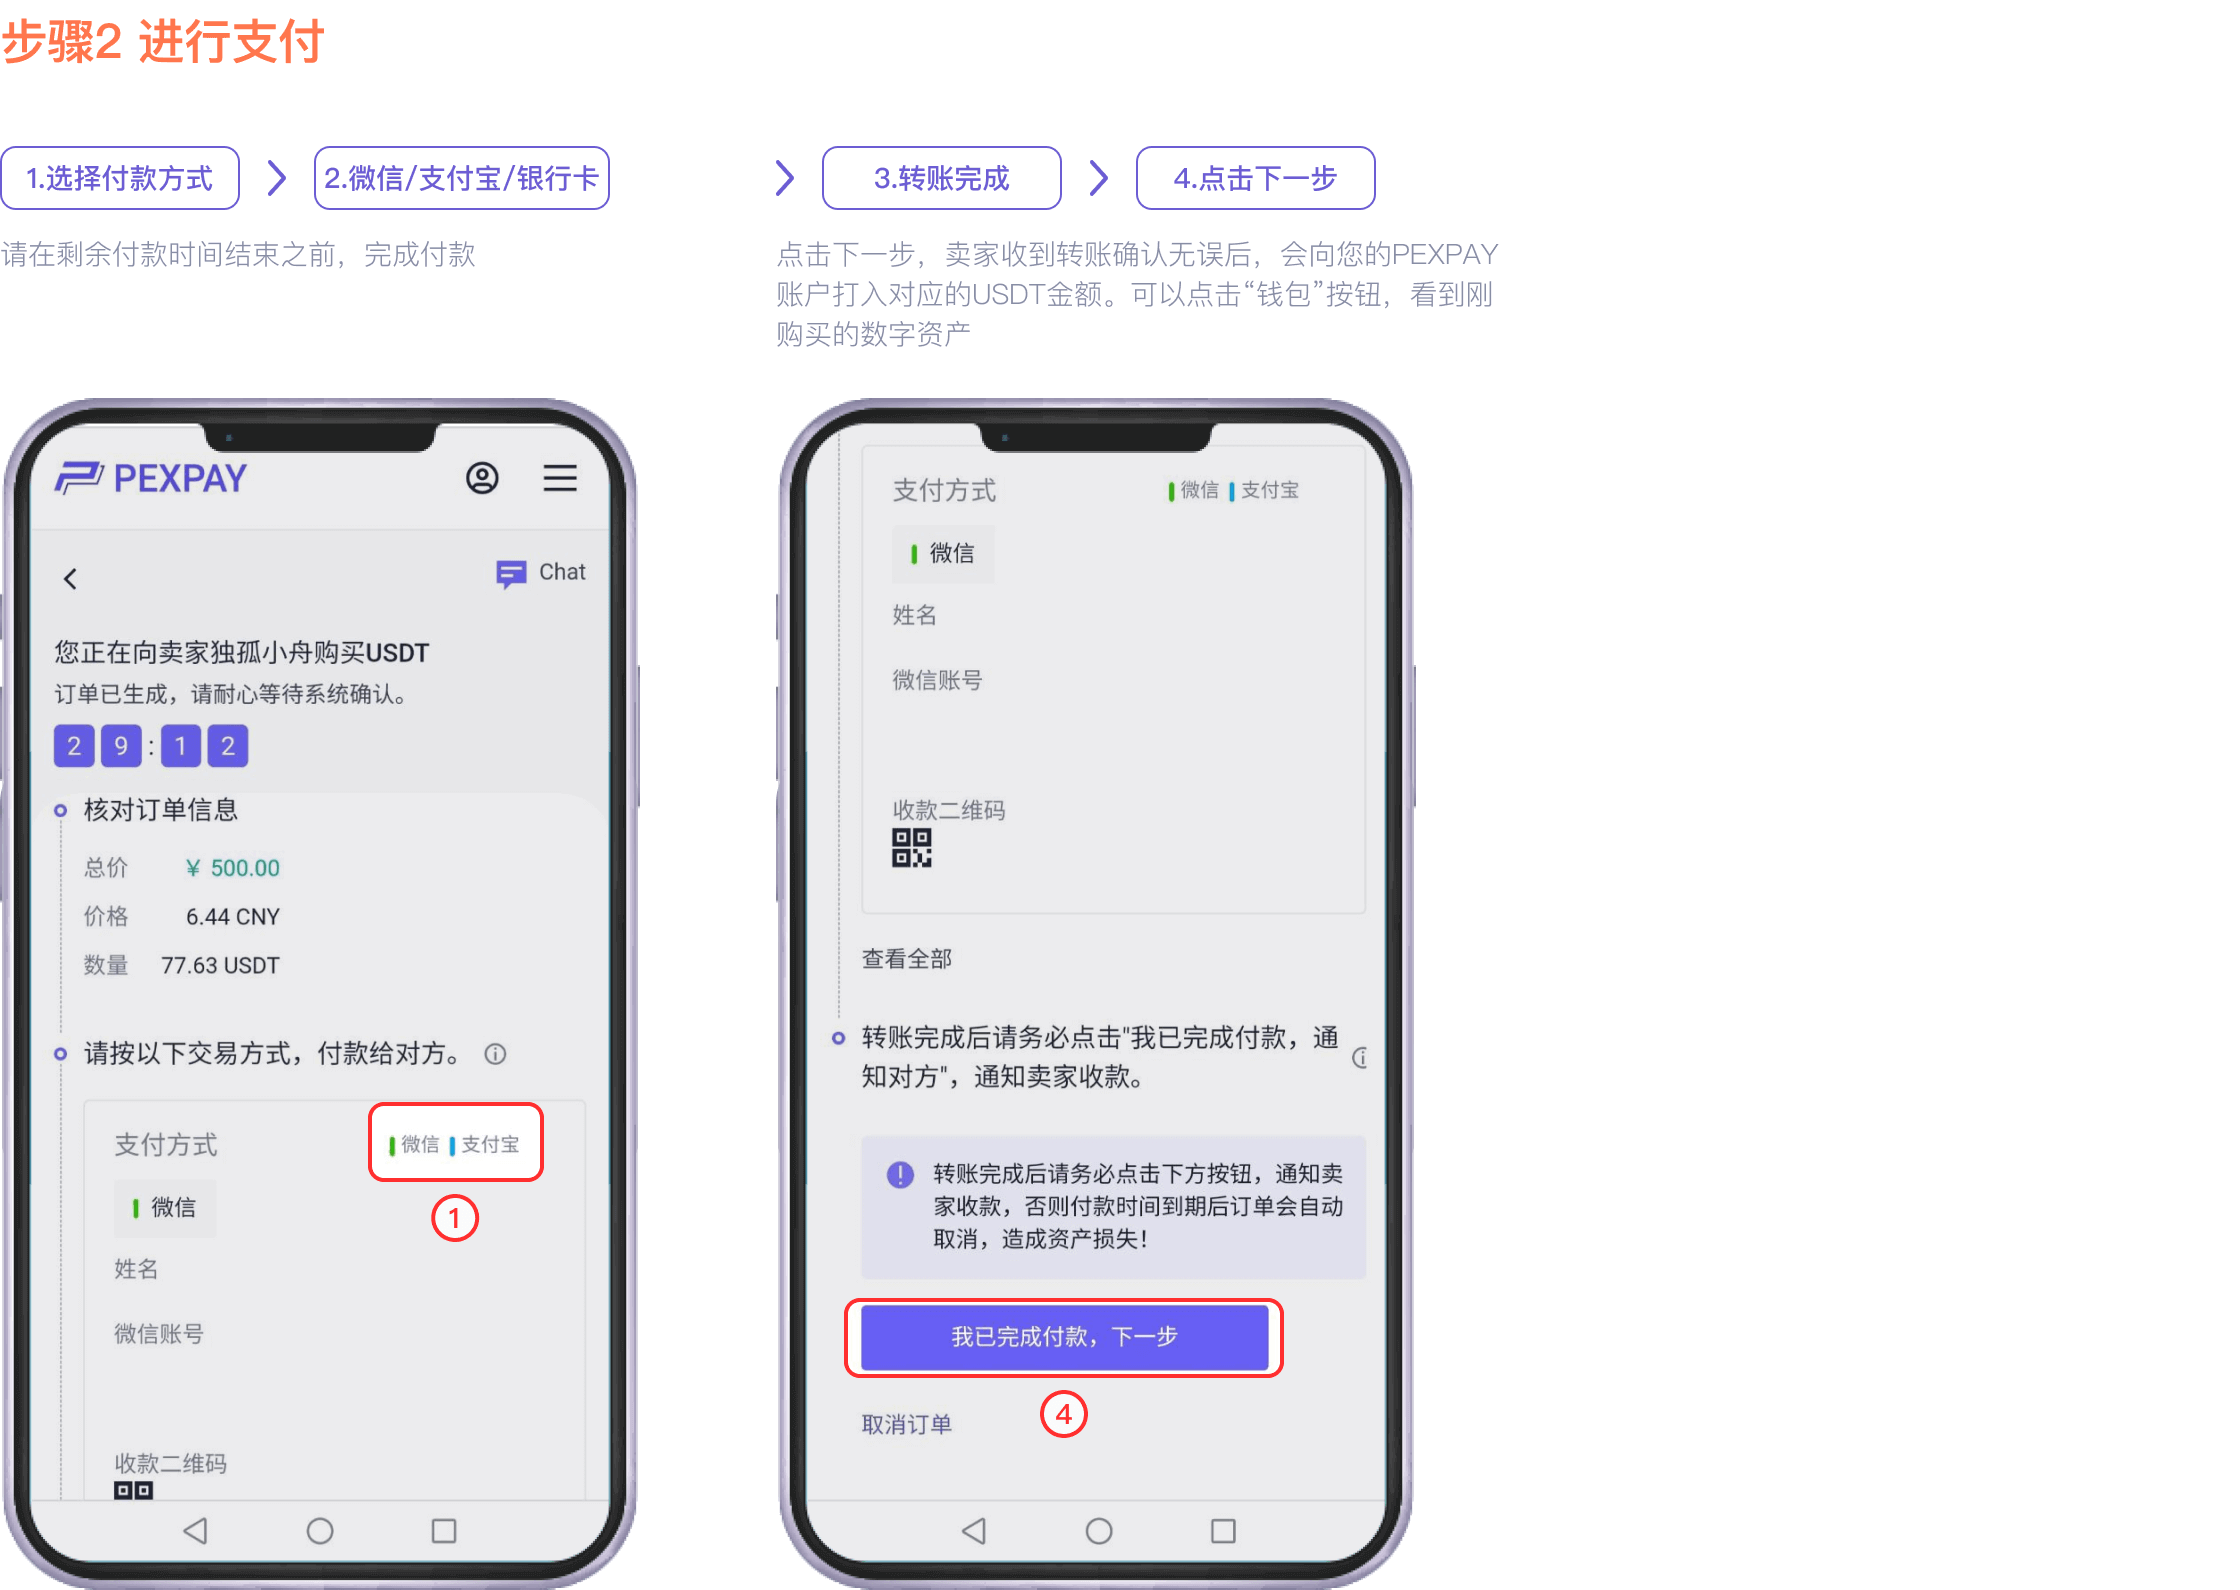 步骤2 进行支付
1.选择付款方式
2.微信/支付宝/银行卡
请在剩余付款时间结束之前，完成付款
3.转账完成
4.点击下一步
点击下一步，卖家收到转账确认无误后，会向您的PEXPAY
账户打入对应的USDT金额。可以点击“钱包”按钮，看到刚
购买的数字资产
PEXPAY
Chat
您正在向卖家独孤小舟购买USDT
订单已生成，请耐心等待系统确认。
29:12
核对订单信息
总价 ¥ 500.00
价格 6.44 CNY
数量 77.63 USDT
请按以下交易方式，付款给对方。
支付方式 微信 支付宝
1
微信
姓名
微信账号
收款二维码
支付方式 微信 支付宝
微信
姓名
微信账号
收款二维码
查看全部
转账完成后请务必点击"我已完成付款，通
知对方"，通知卖家收款。
转账完成后请务必点击下方按钮，通知卖
家收款，否则付款时间到期后订单会自动
取消，造成资产损失！
我已完成付款，下一步
4
取消订单